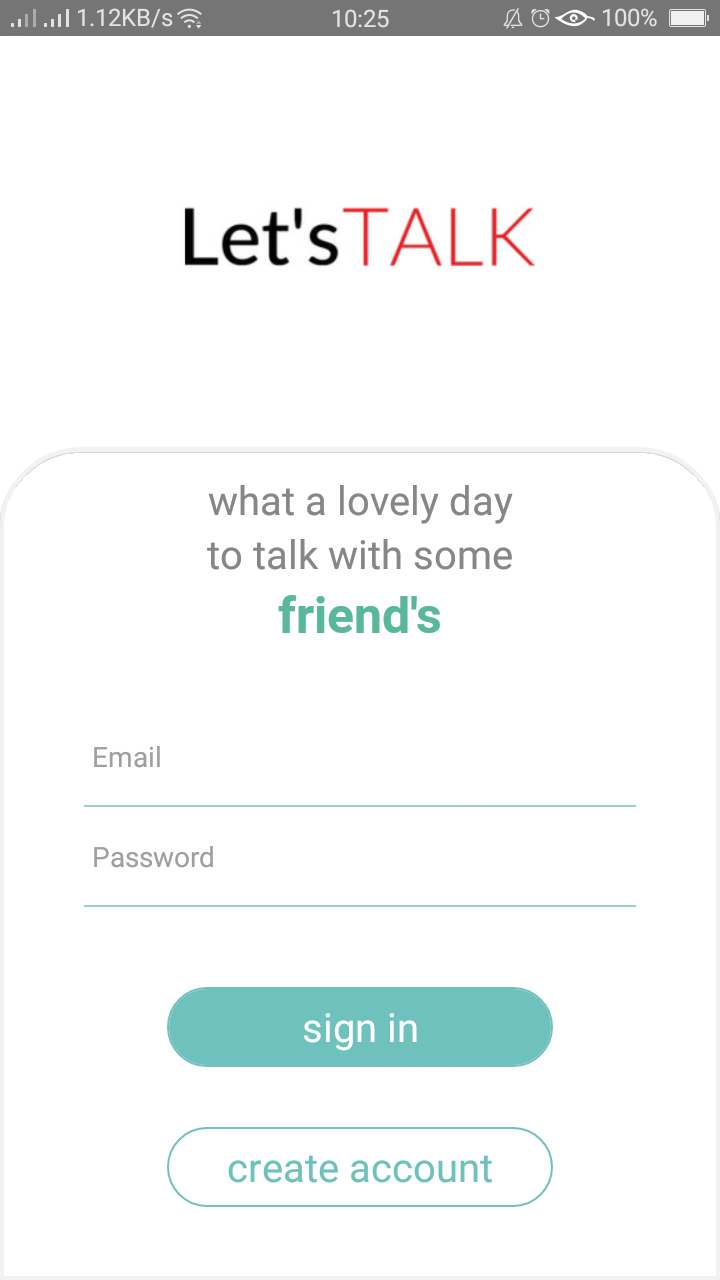 1.12KB/s 10:25 100%
Let'sTALK
what a lovely day
to talk with some
friend's
Email
Password
sign in
create account